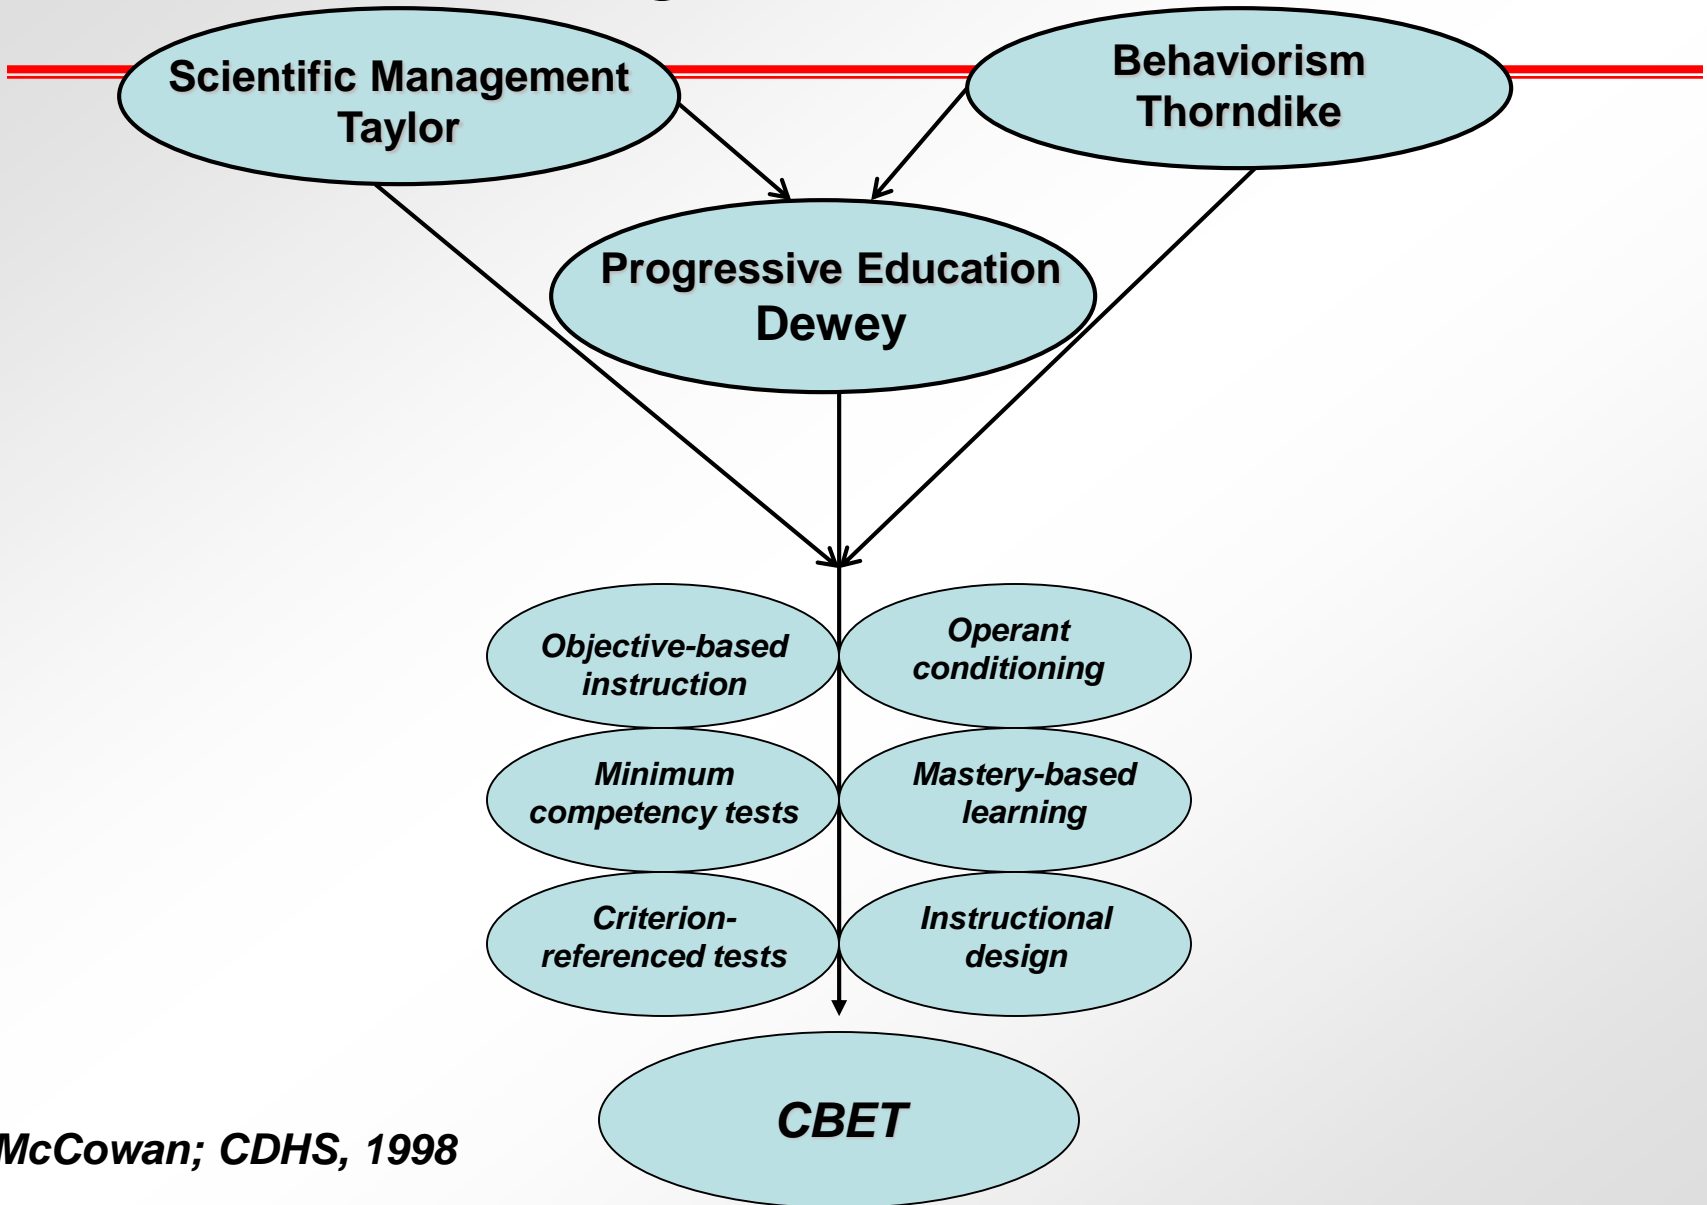 Scientific Management
Taylor
Behaviorism
Thorndike
Progressive Education
Dewey
Objective-based
instruction
Operant
conditioning
Minimum
competency tests
Mastery-based
learning
Criterion-
referenced tests
Instructional
design
CBET
McCowan; CDHS, 1998